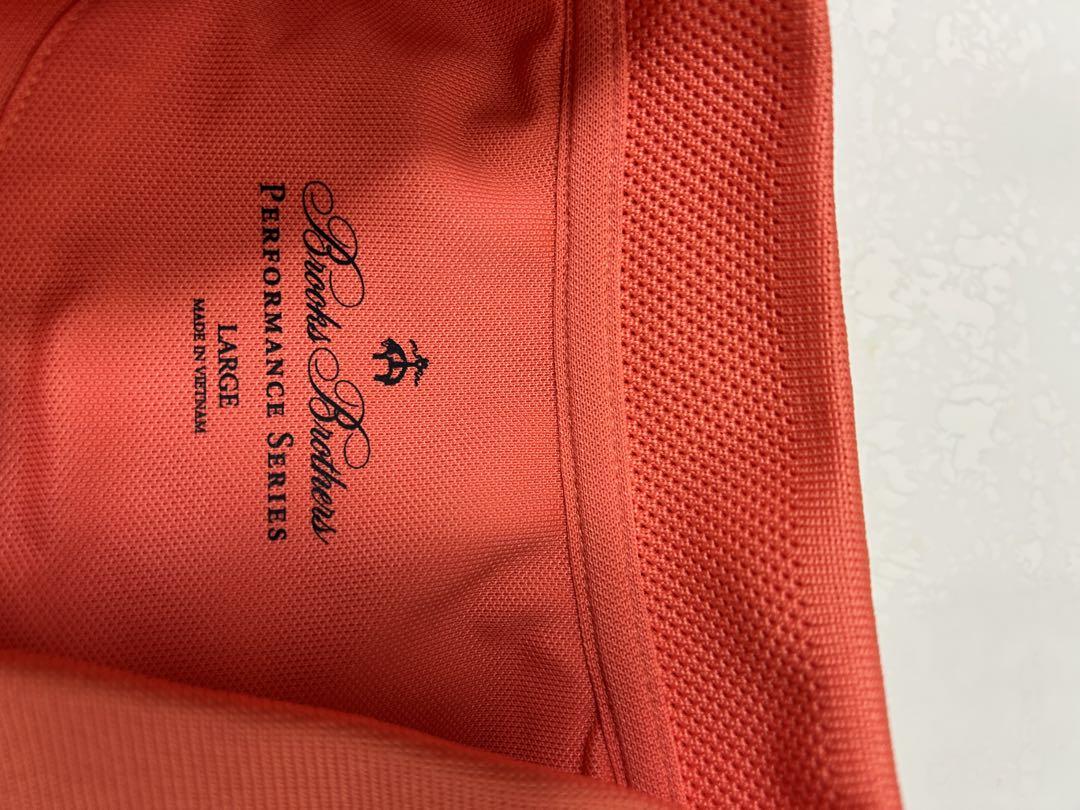 Brooks Brothers
PERFORMANCE SERIES
LARGE
MADE IN VIETNAM